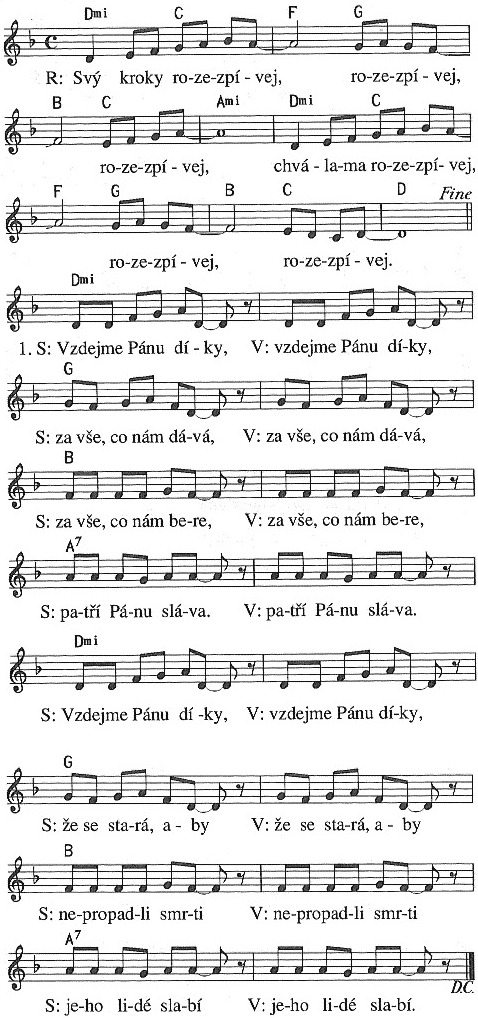 Dmi C F G
R: Svý kroky ro-ze-zpí - vej, ro-ze-zpí - vej,
B C Ami Dmi C
ro-ze-zpí - vej, chvá - la-ma ro-ze-zpí- vej,
F G B C D Fine
ro-ze-zpí - vej, ro-ze-zpí - vej.
Dmi
1. S: Vzdejme Pánu dí - ky, V: vzdejme Pánu dí-ky,
G
S: za vše, co nám dá-vá, V: za vše, co nám dá-vá,
B
S: za vše, co nám be-re, V: za vše, co nám be-re,
A7
S: pa-tří Pá-nu slá-va. V: pa-tří Pá-nu slá-va.
Dmi
S: Vzdejme Pánu dí -ky, V: vzdejme Pánu dí-ky,
G
S: že se sta-rá, a - by V: že se sta-rá, a - by
B
S: ne-propad-li smr-ti V: ne-propad-li smr-ti
A7
D.C.
S: je-ho li-dé sla-bí V: je-ho li-dé sla-bí.